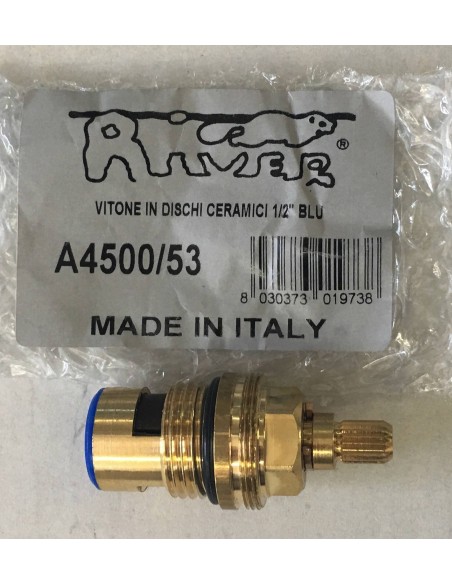 RIVER®
VITONE IN DISCHI CERAMICI 1/2" BLU
A4500/53
8 030373 019738
MADE IN ITALY